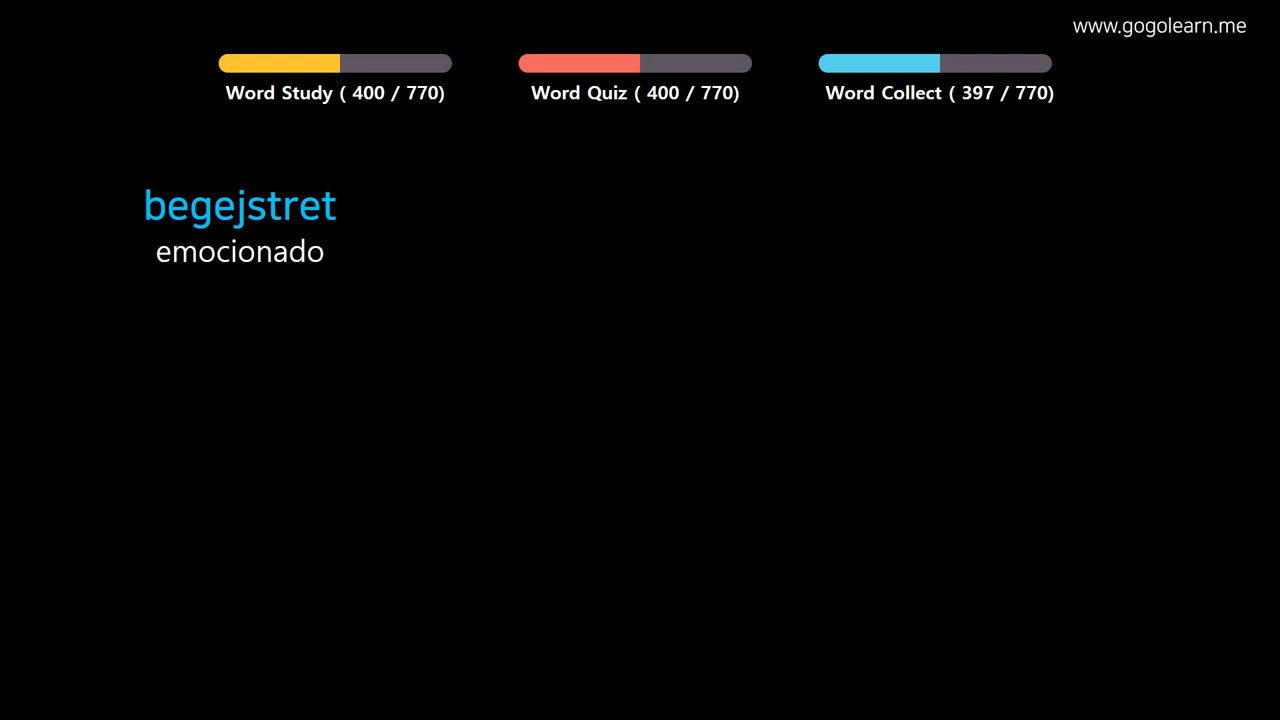 www.gogolearn.me
Word Study ( 400 / 770)
Word Quiz ( 400 / 770)
Word Collect ( 397 / 770)
begejstret
emocionado